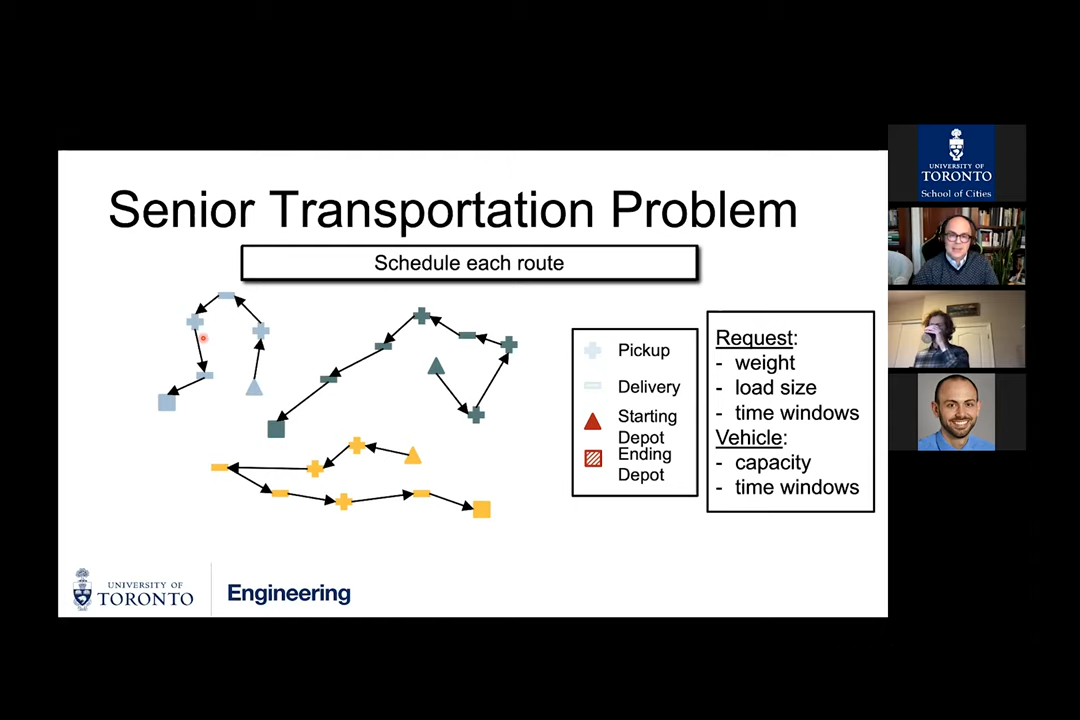 Senior Transportation Problem
Schedule each route
Pickup
Delivery
Starting
Depot
Ending
Depot
Request:
- weight
- load size
- time windows
Vehicle:
- capacity
- time windows
UNIVERSITY OF
TORONTO
Engineering
UNIVERSITY OF
TORONTO
School of Cities